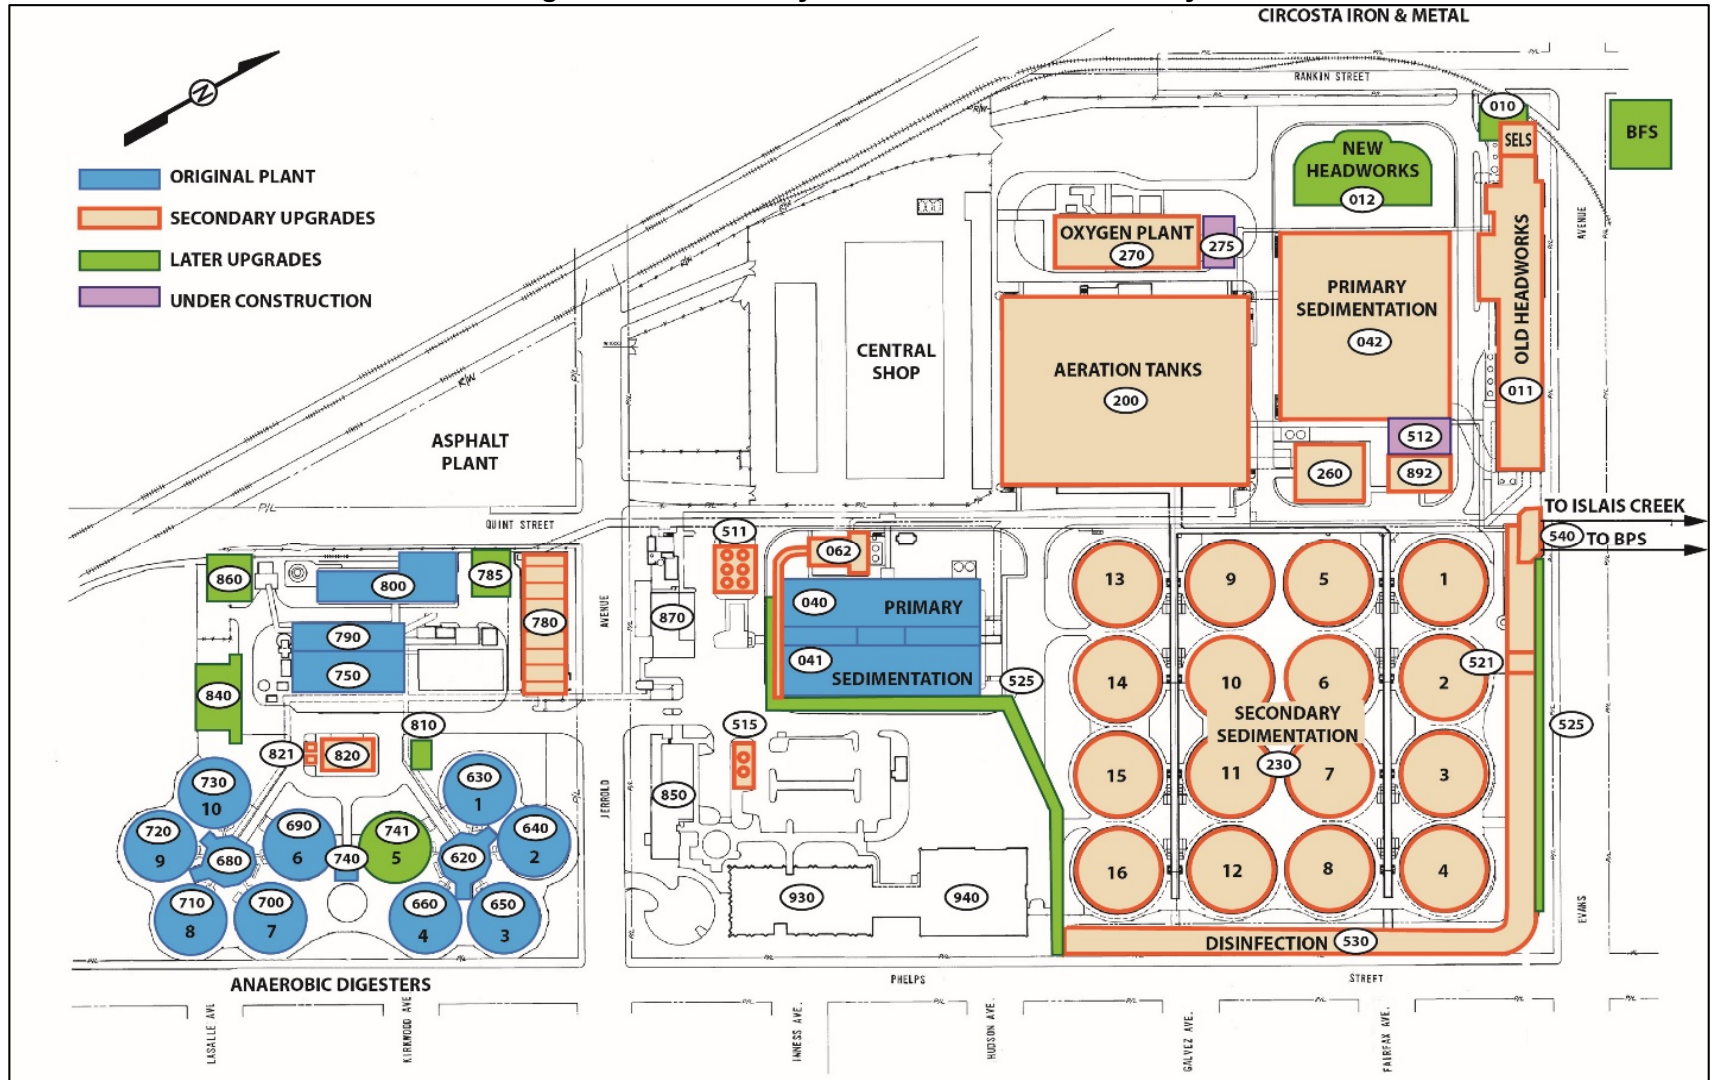 CIRCOSTA IRON & METAL
RANKIN STREET
N
ORIGINAL PLANT
SECONDARY UPGRADES
LATER UPGRADES
UNDER CONSTRUCTION
010
SELS
BFS
NEW
HEADWORKS
012
OXYGEN PLANT
270
275
AVENUE
PRIMARY
SEDIMENTATION
042
OLD HEADWORKS
011
AERATION TANKS
200
CENTRAL
SHOP
ASPHALT
PLANT
R/W
P/L
512
260
892
QUINT STREET
TO ISLAIS CREEK
540
TO BPS
511
062
860
800
785
780
AVENUE
870
040
PRIMARY
041
SEDIMENTATION
525
790
750
840
810
821
820
515
850
JERROLD
13
9
5
1
14
10
6
2
521
SECONDARY
SEDIMENTATION
230
525
15
11
7
3
16
12
8
4
730
10
630
1
720
9
690
6
741
5
640
2
680
740
620
710
8
700
7
660
4
650
3
930
940
EVANS
DISINFECTION
530
ANAEROBIC DIGESTERS
PHELPS
STREET
LASALLE AVE
KIRKWOOD AVE
INNESS AVE.
HUDSON AVE.
GALVEZ AVE.
FAIRFAX AVE.